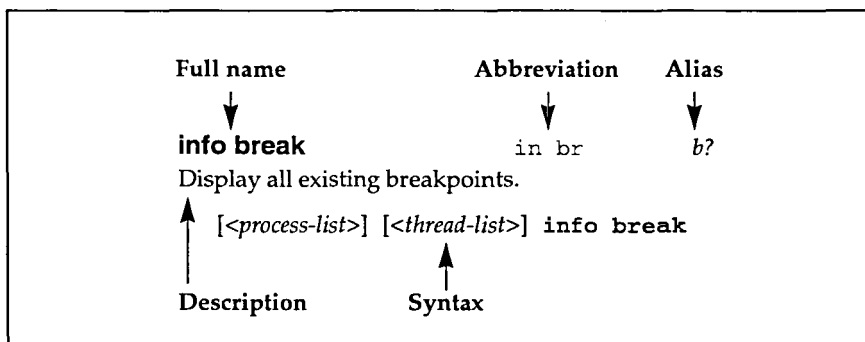 Full name Abbreviation Alias
info break in br b?
Display all existing breakpoints.
[<process-list>] [<thread-list>] info break
Description Syntax